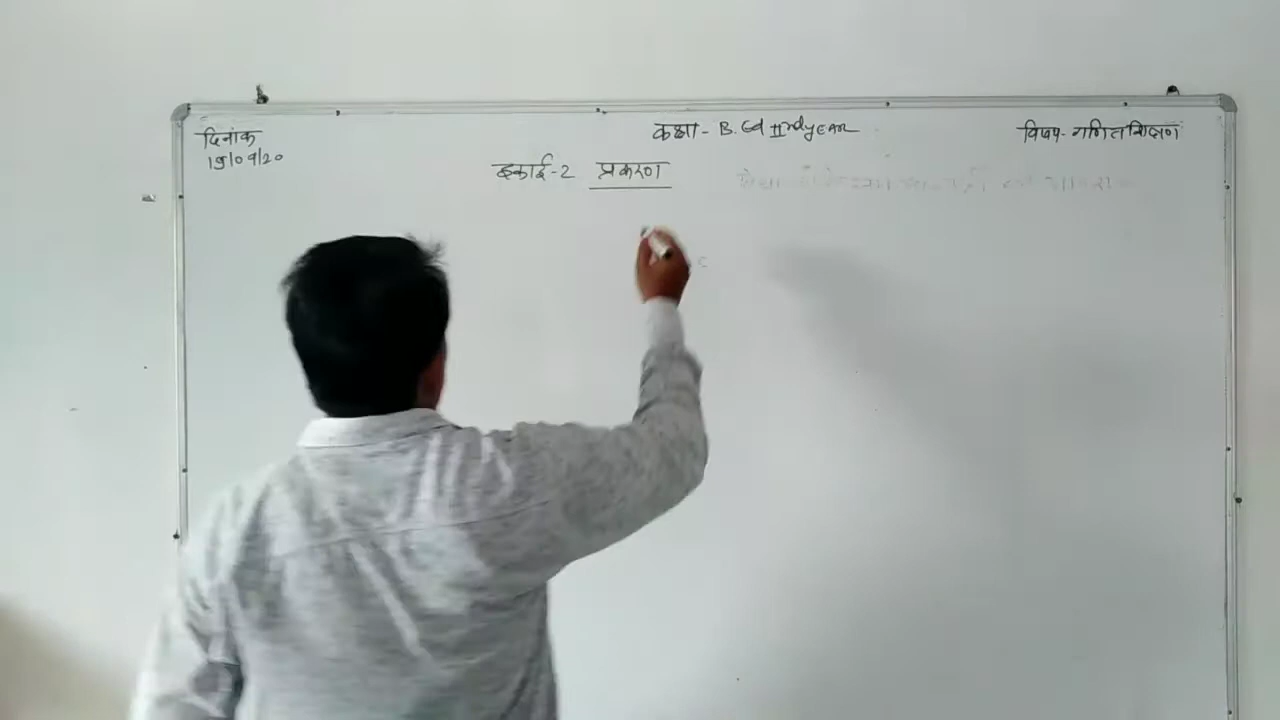 दिनांक
19/09/20
कक्षा - B. Ed IInd year
विषय- गणित शिक्षण
इकाई-2 प्रकरण